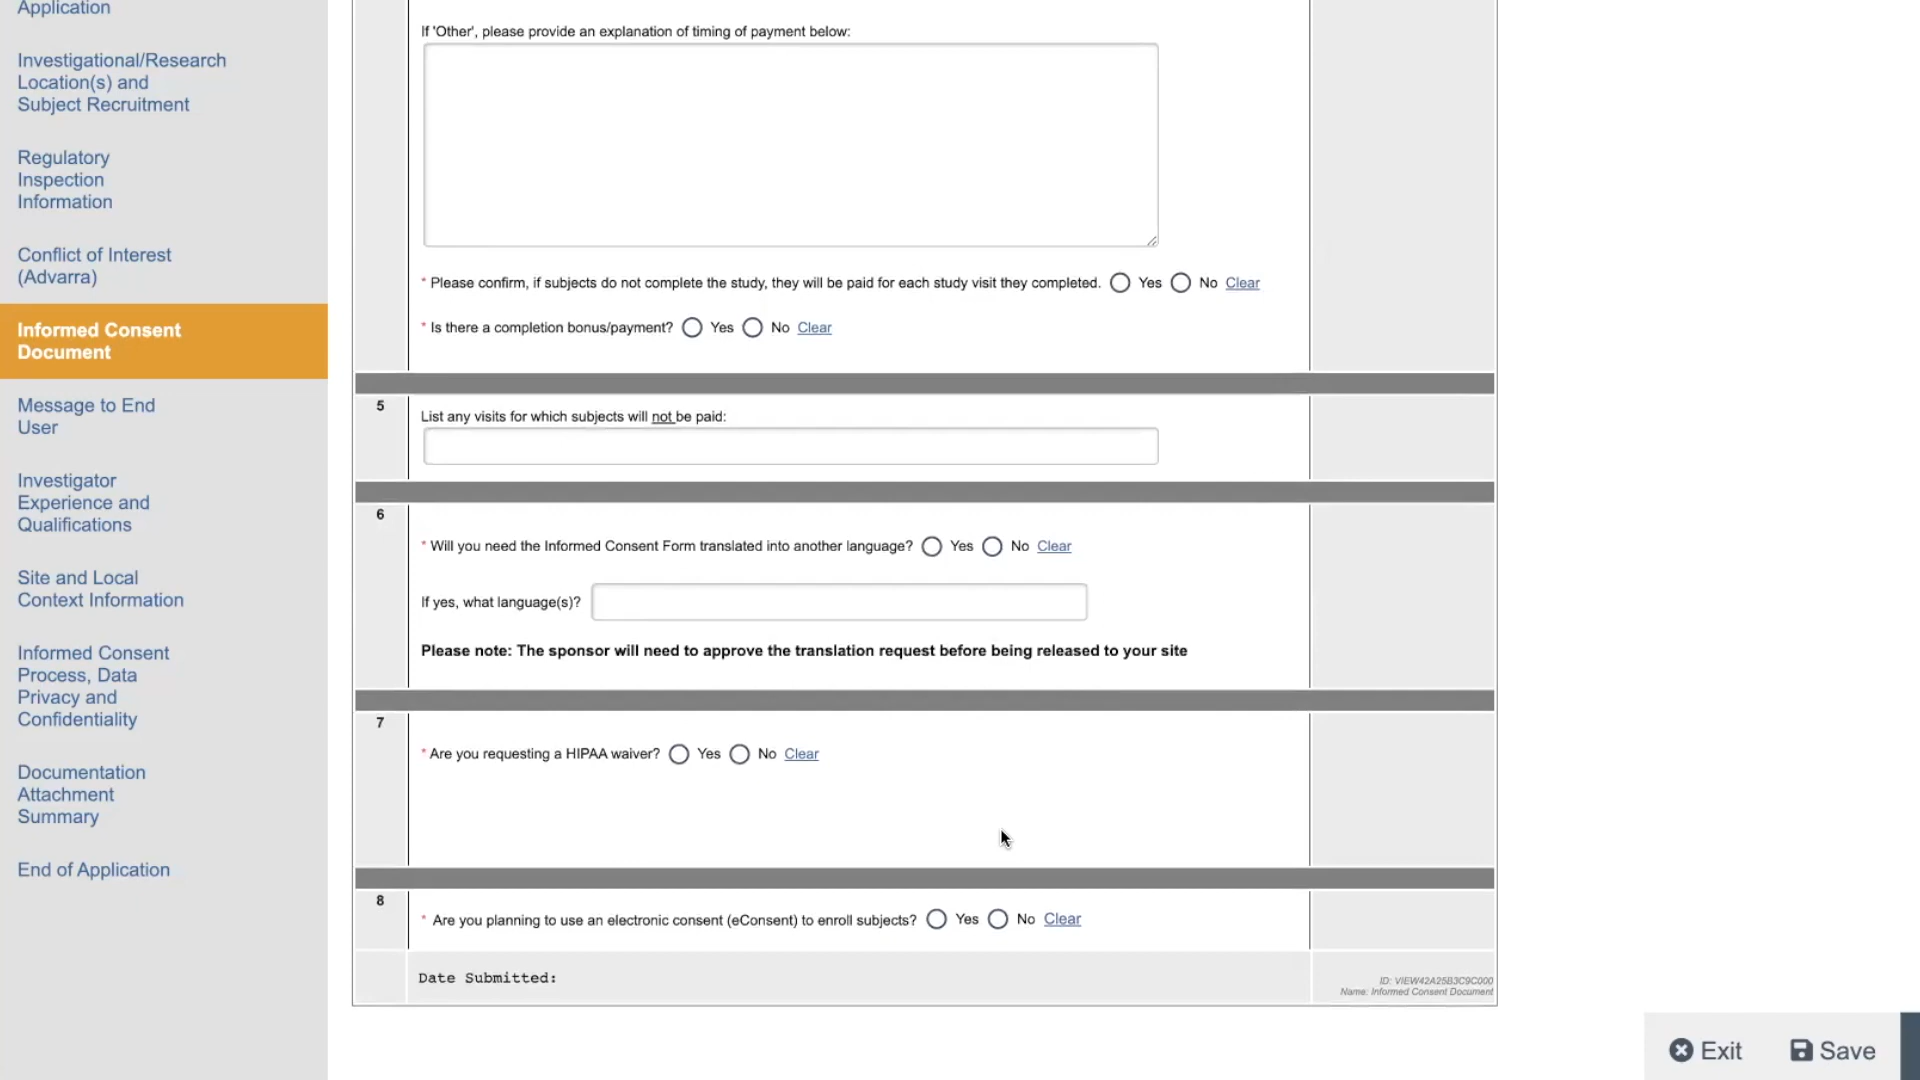 Application
Investigational/Research
Location(s) and
Subject Recruitment
Regulatory
Inspection
Information
Conflict of Interest
(Advarra)
Informed Consent
Document
Message to End
User
Investigator
Experience and
Qualifications
Site and Local
Context Information
Informed Consent
Process, Data
Privacy and
Confidentiality
Documentation
Attachment
Summary
End of Application
If 'Other', please provide an explanation of timing of payment below:
* Please confirm, if subjects do not complete the study, they will be paid for each study visit they completed. Yes No Clear
* Is there a completion bonus/payment? Yes No Clear
5
List any visits for which subjects will not be paid:
6
* Will you need the Informed Consent Form translated into another language? Yes No Clear
If yes, what language(s)?
Please note: The sponsor will need to approve the translation request before being released to your site
7
* Are you requesting a HIPAA waiver? Yes No Clear
8
* Are you planning to use an electronic consent (eConsent) to enroll subjects? Yes No Clear
Date Submitted:
ID: VIEW42A25B3C9C000
Name: Informed Consent Document
Exit Save